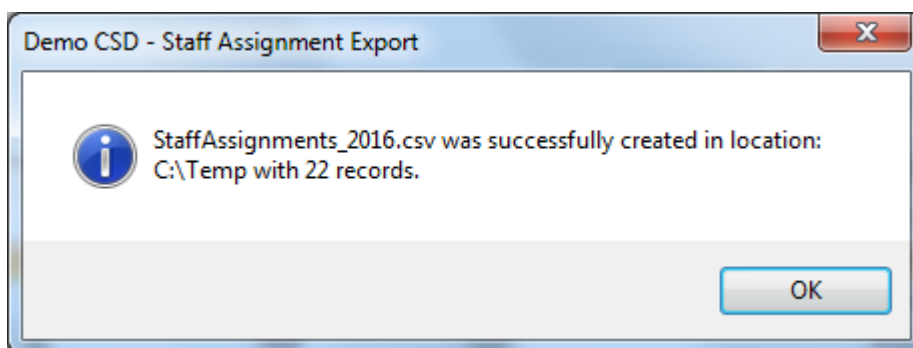 Demo CSD - Staff Assignment Export
StaffAssignments_2016.csv was successfully created in location:
C:\Temp with 22 records.
OK